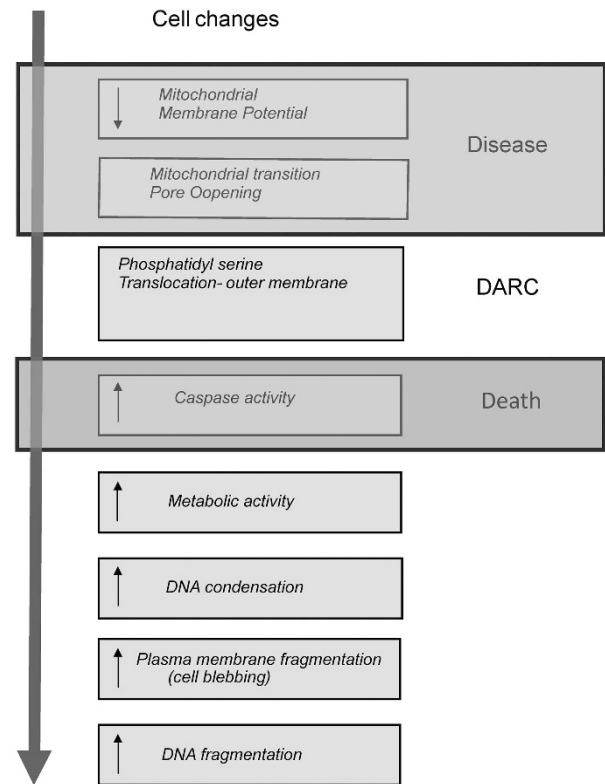 Cell changes
Mitochondrial
Membrane Potential
Disease
Mitochondrial transition
Pore Oopening
Phosphatidyl serine
Translocation- outer membrane
DARC
Caspase activity
Death
Metabolic activity
DNA condensation
Plasma membrane fragmentation
(cell blebbing)
DNA fragmentation